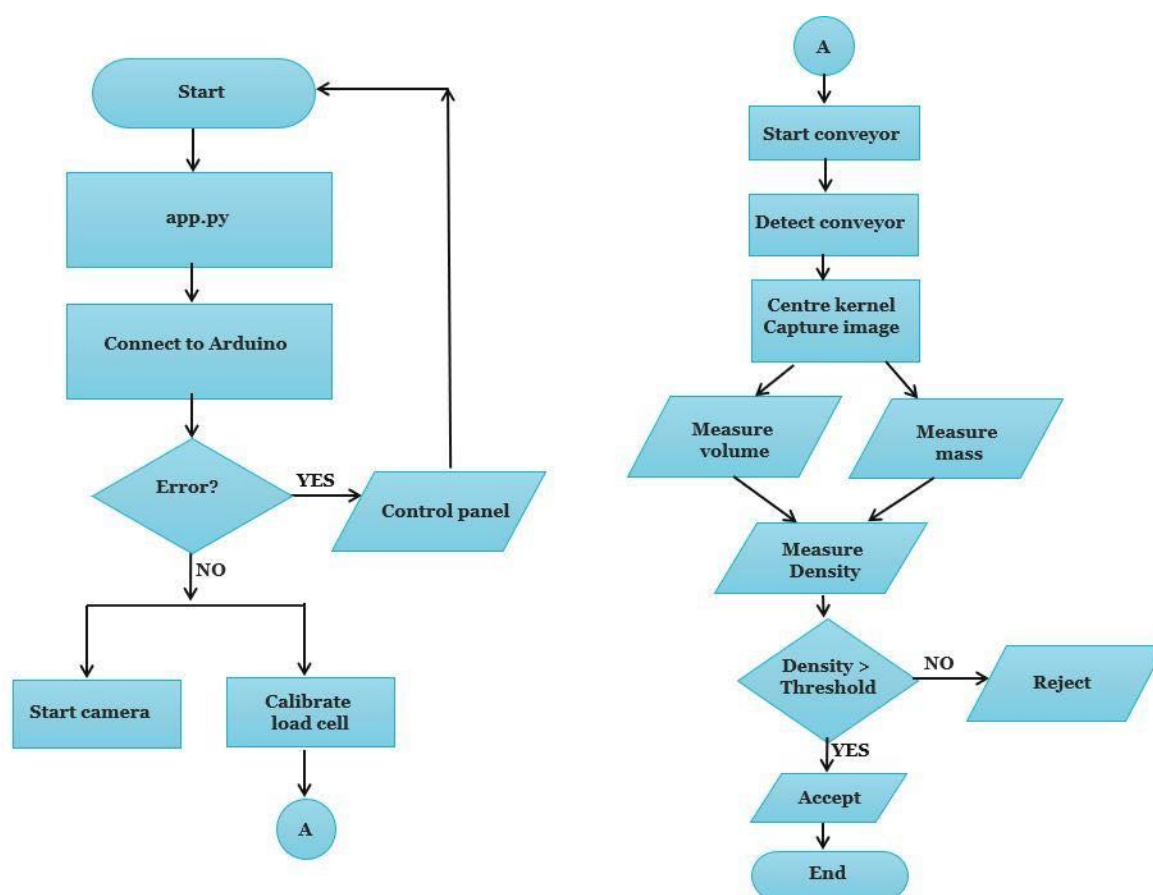 Start
app.py
Connect to Arduino
Error?
YES
Control panel
NO
Start camera
Calibrate
load cell
A
A
Start conveyor
Detect conveyor
Centre kernel
Capture image
Measure
volume
Measure
mass
Measure
Density
Density >
Threshold
NO
Reject
YES
Accept
End